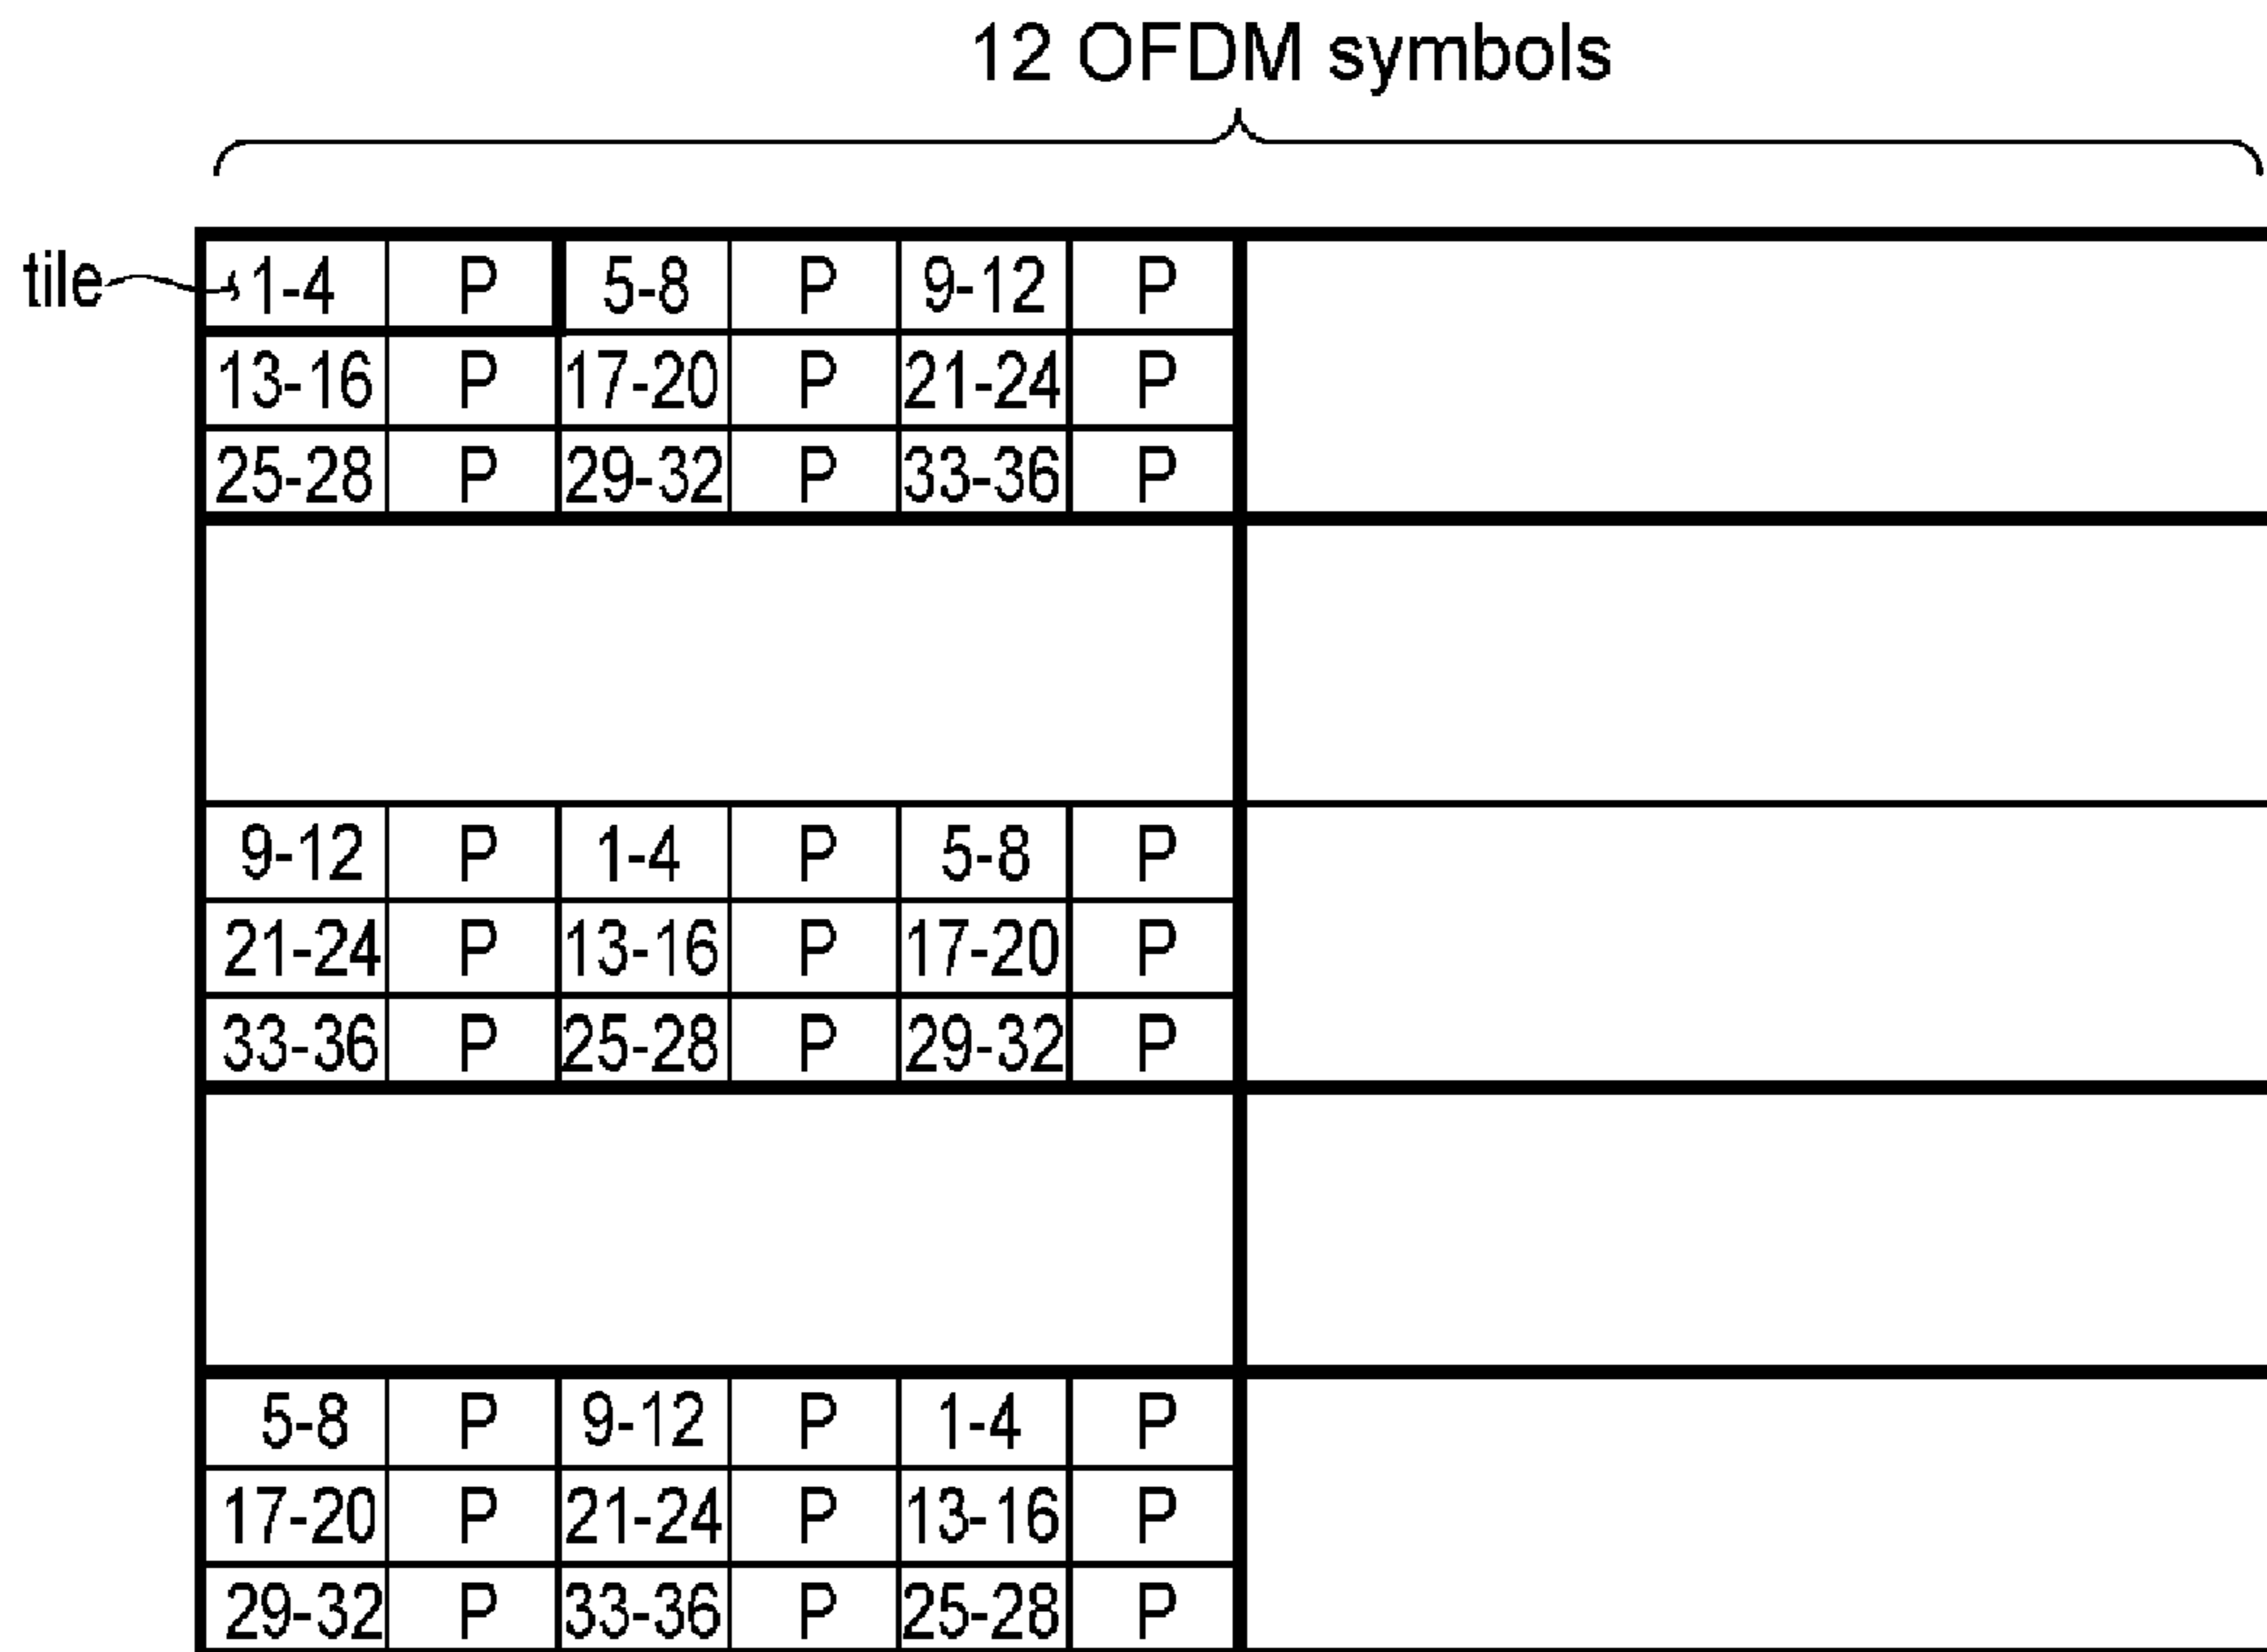 12 OFDM symbols
tile 1-4 P 5-8 P 9-12 P
13-16 P 17-20 P 21-24 P
25-28 P 29-32 P 33-36 P
9-12 P 1-4 P 5-8 P
21-24 P 13-16 P 17-20 P
33-36 P 25-28 P 29-32 P
5-8 P 9-12 P 1-4 P
17-20 P 21-24 P 13-16 P
29-32 P 33-36 P 25-28 P